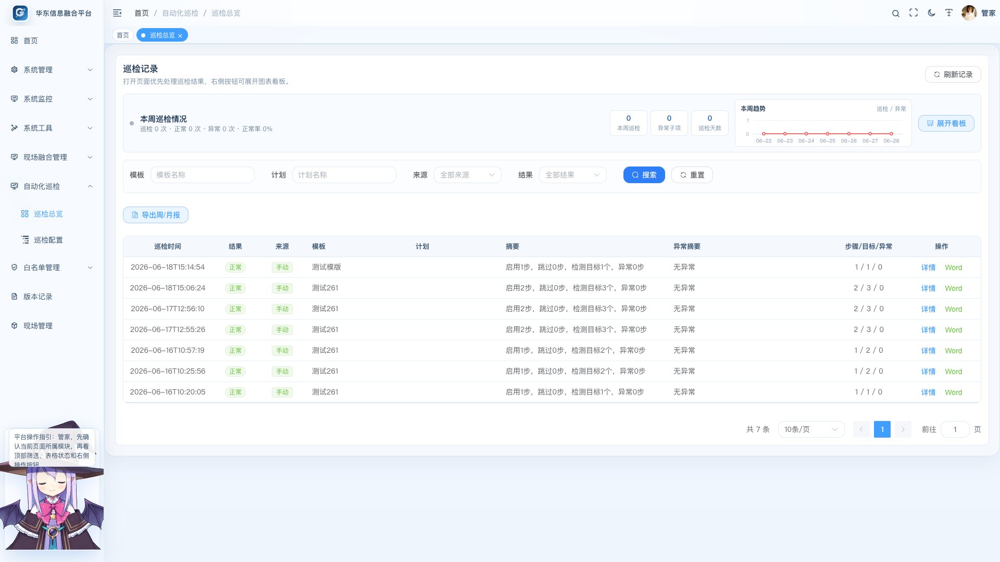 华东信息融合平台
首页 / 自动化巡检 / 巡检总览
管家
首页
巡检总览
首页
系统管理
系统监控
系统工具
现场融合管理
自动化巡检
巡检总览
巡检配置
白名单管理
版本记录
现场管理
巡检记录
打开页面优先处理巡检结果，右侧按钮可展开图表看板。
刷新记录
本周巡检情况
巡检 0 次 · 正常 0 次 · 异常 0 次 · 正常率 0%
0 本周巡检
0 异常子项
0 巡检天数
本周趋势 巡检 / 异常
1
0
06-22 06-23 06-24 06-25 06-26 06-27 06-28
展开看板
模板 模板名称 计划 计划名称 来源 全部来源 结果 全部结果 搜索 重置
导出周/月报
巡检时间 结果 来源 模板 计划 摘要 异常摘要 步骤/目标/异常 操作
2026-06-18T15:14:54 正常 手动 测试模版 启用1步，跳过0步，检测目标1个，异常0步 无异常 1 / 1 / 0 详情 Word
2026-06-18T15:06:24 正常 手动 测试261 启用2步，跳过0步，检测目标3个，异常0步 无异常 2 / 3 / 0 详情 Word
2026-06-17T12:56:10 正常 手动 测试261 启用2步，跳过0步，检测目标3个，异常0步 无异常 2 / 3 / 0 详情 Word
2026-06-17T12:55:26 正常 手动 测试261 启用2步，跳过0步，检测目标3个，异常0步 无异常 2 / 3 / 0 详情 Word
2026-06-16T10:57:19 正常 手动 测试261 启用1步，跳过0步，检测目标2个，异常0步 无异常 1 / 2 / 0 详情 Word
2026-06-16T10:25:56 正常 手动 测试261 启用1步，跳过0步，检测目标2个，异常0步 无异常 1 / 2 / 0 详情 Word
2026-06-16T10:20:05 正常 手动 测试261 启用1步，跳过0步，检测目标1个，异常0步 无异常 1 / 1 / 0 详情 Word
共 7 条 10条/页 1 前往 1 页
平台操作指引：管家，先确
认当前页面所属模块，再看
顶部筛选、表格状态和右侧
操作按钮